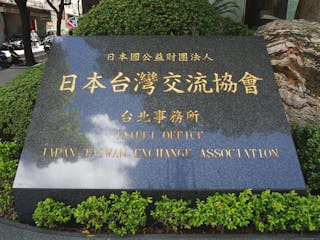 日本國公益財團法人
日本台灣交流協會
台北事務所
TAIPEI OFFICE
JAPAN-TAIWAN EXCHANGE ASSOCIATION